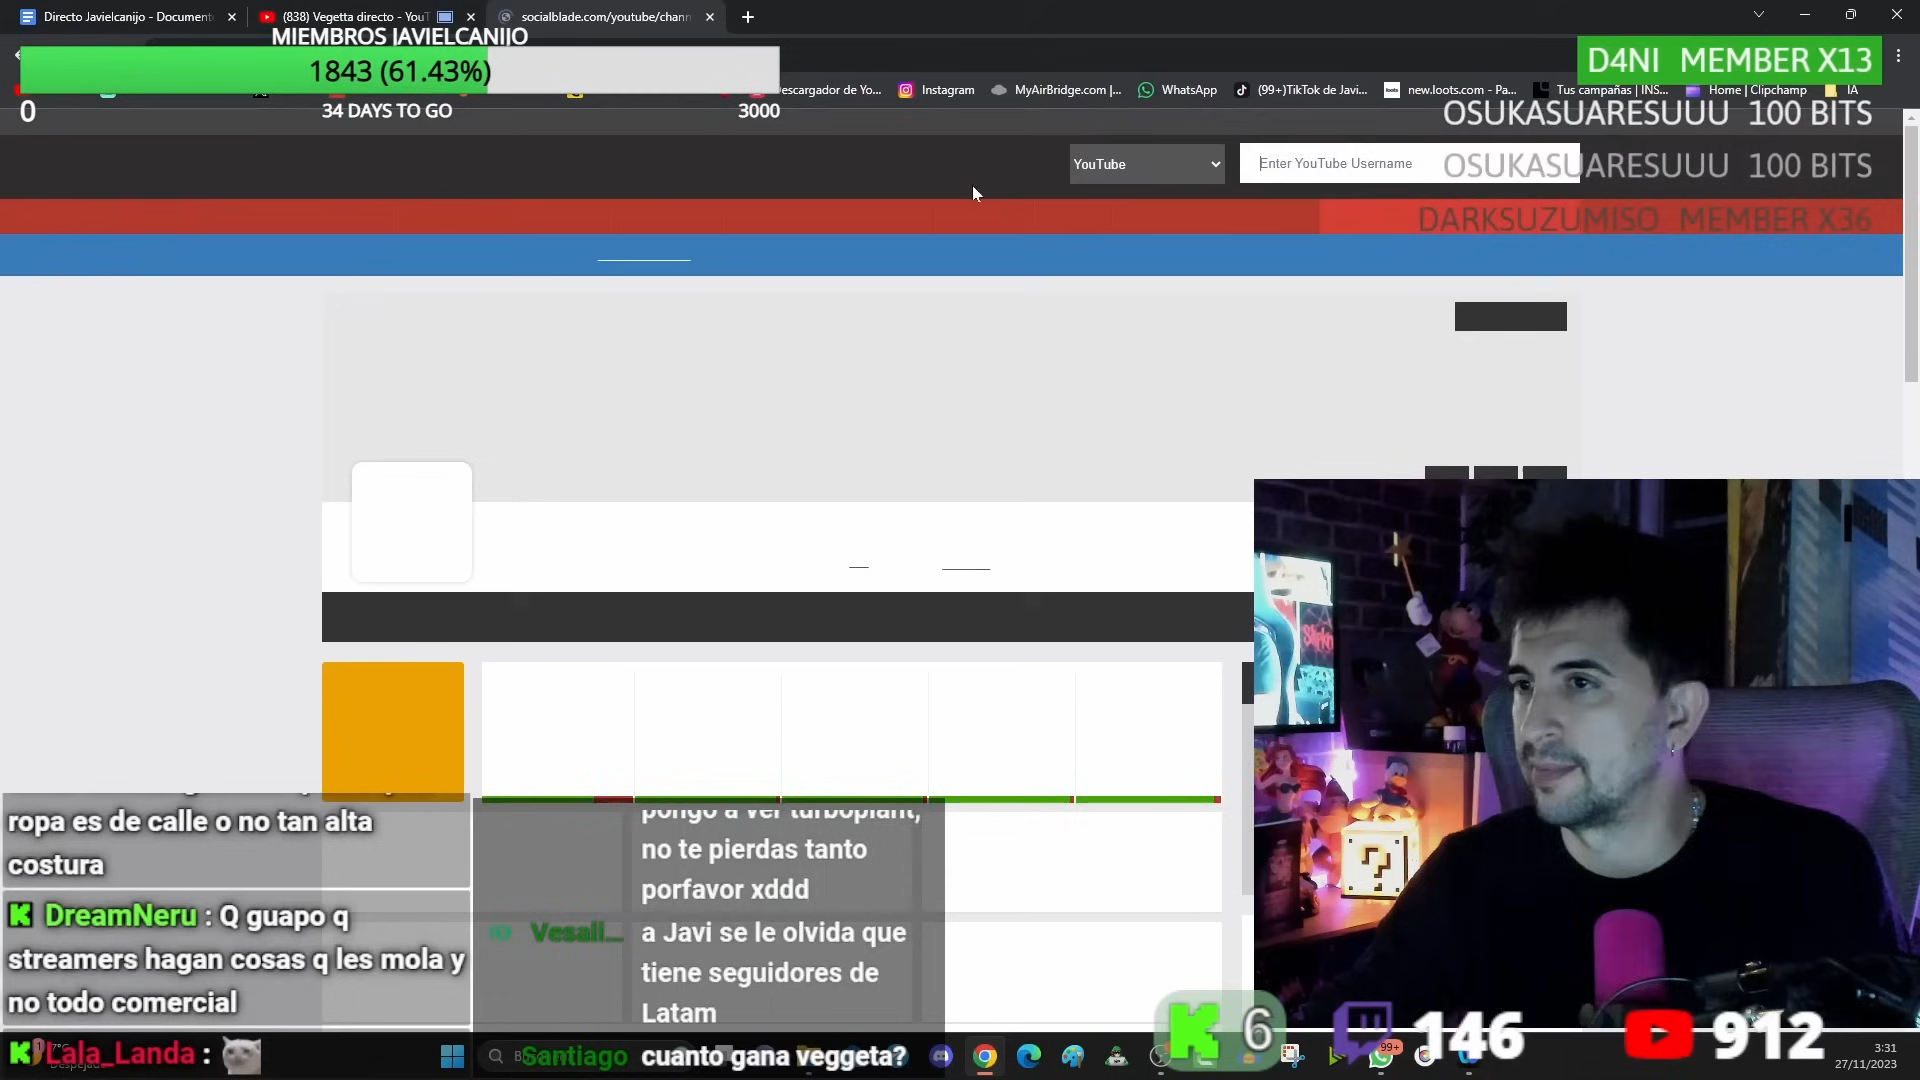 Directo Javielcanijo - Document
(838) Vegetta directo - YouT
socialblade.com/youtube/chann
MIEMBROS JAVIELCANIJO
1843 (61.43%)
0
34 DAYS TO GO
3000
escargador de Yo...
Instagram
MyAirBridge.com |...
WhatsApp
(99+)TikTok de Javi...
new.loots.com - Pa...
Tus campañas | INS...
Home | Clipchamp
IA
D4NI MEMBER X13
OSUKASUARESUUU 100 BITS
OSUKASUARESUUU 100 BITS
DARKSUZUMISO MEMBER X36
YouTube
Enter YouTube Username
ropa es de calle o no tan alta
costura
DreamNeru : Q guapo q
streamers hagan cosas q les mola y
no todo comercial
Lala_Landa :
pongo a ver turboplant,
no te pierdas tanto
porfavor xddd
Vesali... a Javi se le olvida que
tiene seguidores de
Latam
Santiago cuanto gana veggeta?
6
146
912
99+
3:31
27/11/2023